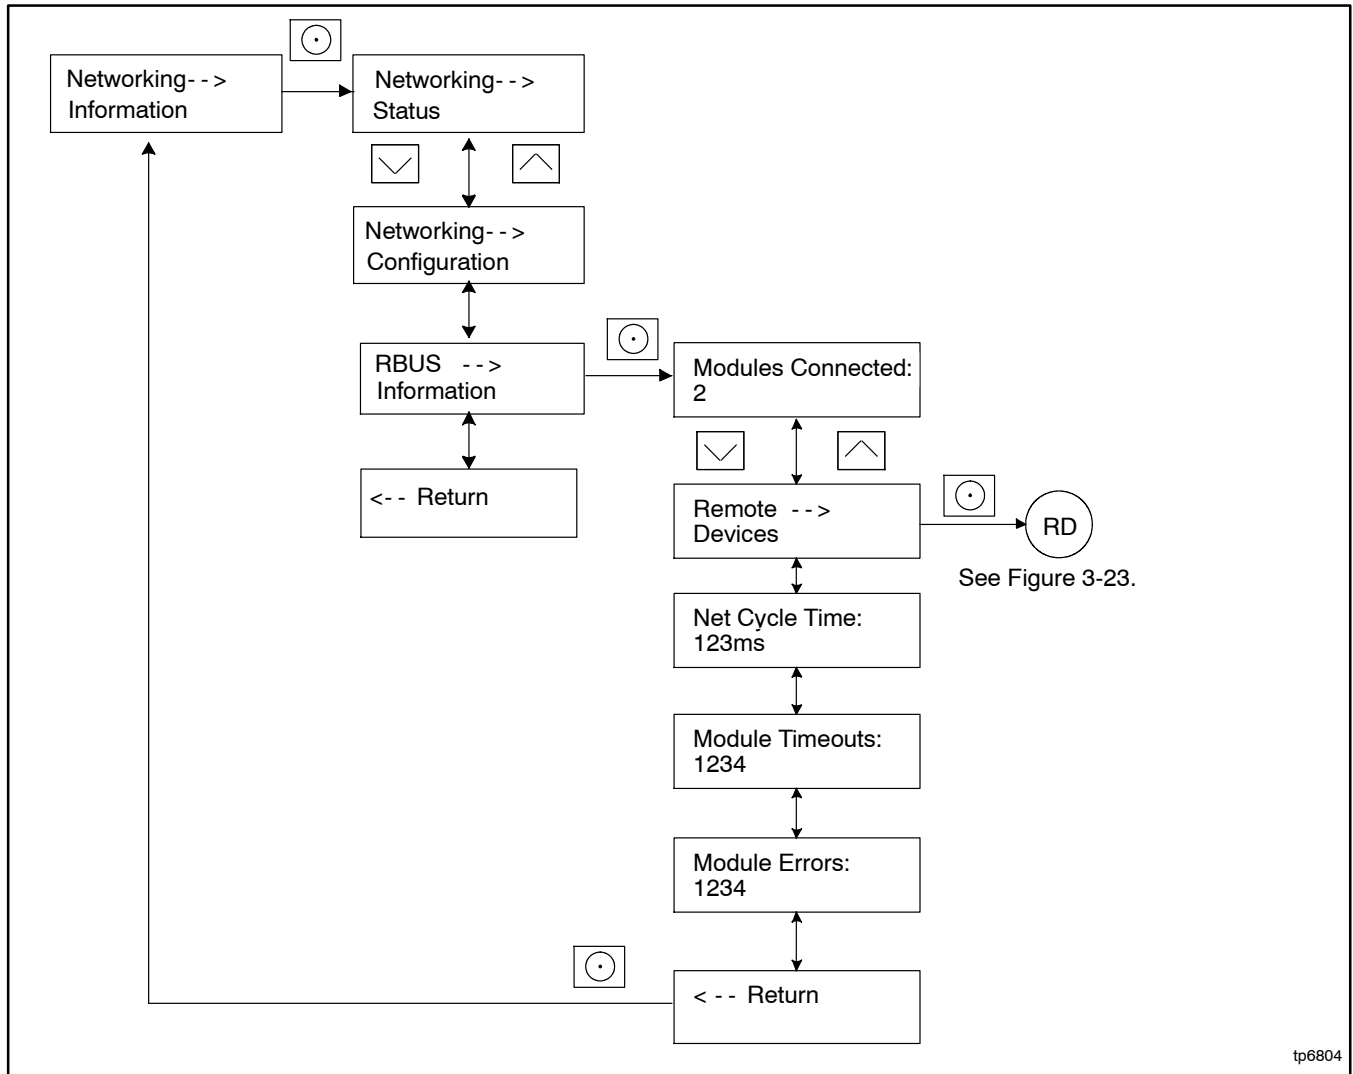 Networking- - >
Information
Networking- - >
Status
Networking- - >
Configuration
RBUS - - >
Information
<- - Return
Modules Connected:
2
Remote - - >
Devices
RD
See Figure 3-23.
Net Cycle Time:
123ms
Module Timeouts:
1234
Module Errors:
1234
< - - Return
tp6804